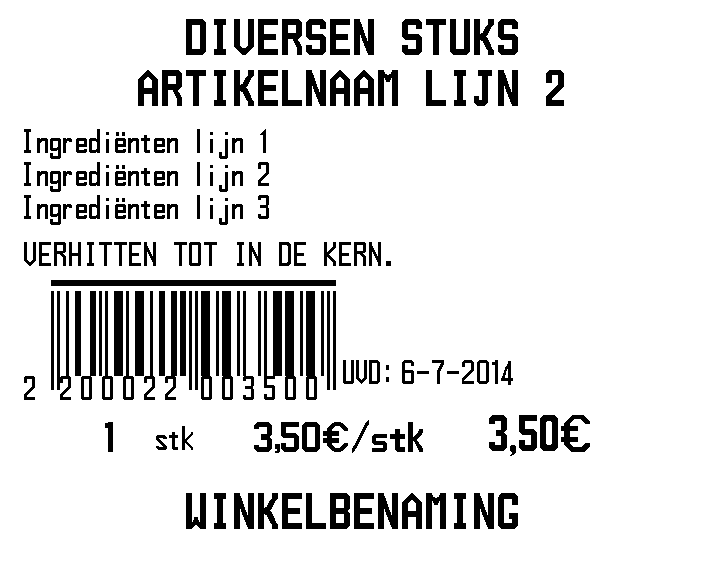 DIVERSEN STUKS
ARTIKELNAAM LIJN 2
Ingrediënten lijn 1
Ingrediënten lijn 2
Ingrediënten lijn 3
VERHITTEN TOT IN DE KERN.
2 200022 003500 UVD: 6-7-2014
1 stk 3,50€/stk 3,50€
WINKELBENAMING